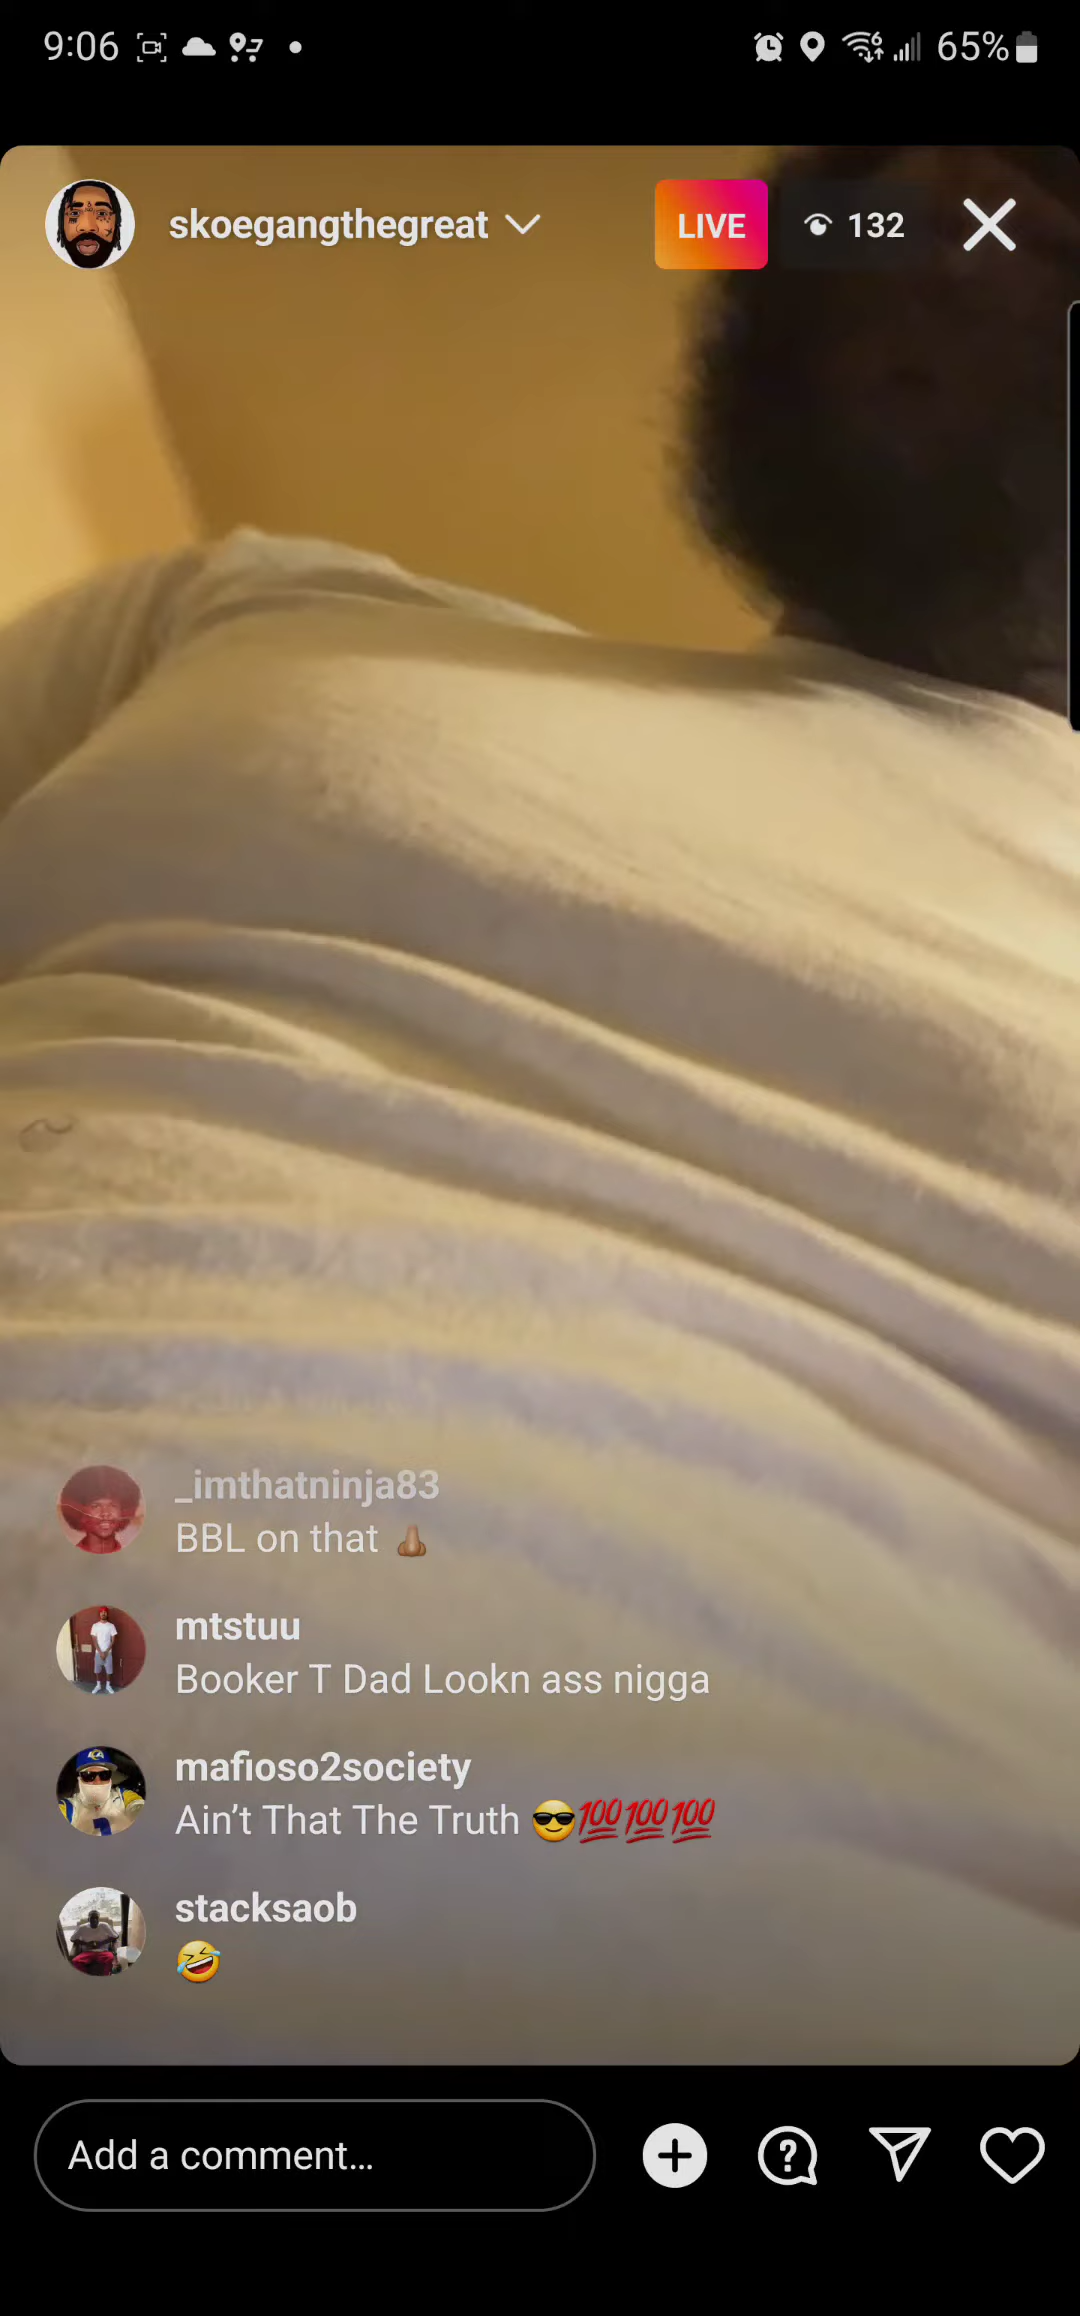 9:06 65%
skoegangthegreat LIVE 132
_imthatninja83
BBL on that 👃🏽
mtstuu
Booker T Dad Lookn ass nigga
mafioso2society
Ain’t That The Truth 😎💯💯💯
stacksaob
🤣
Add a comment...